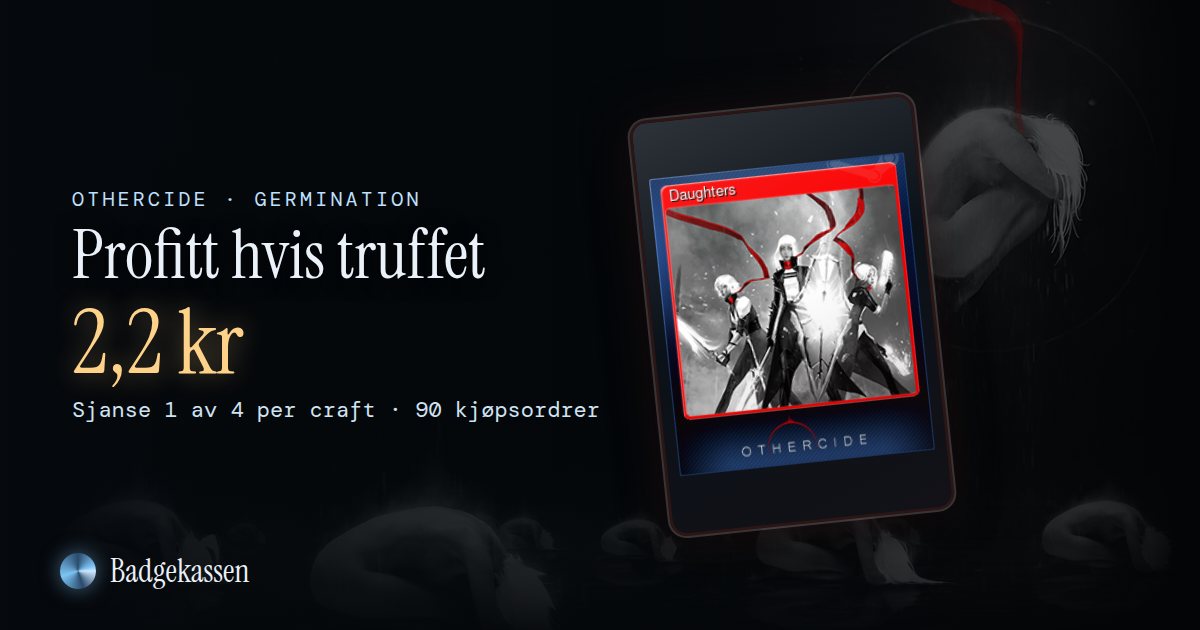 OTHERCIDE · GERMINATION
Profitt hvis truffet
2,2 kr
Sjanse 1 av 4 per craft · 90 kjøpsordrer
Daughters
OTHERCIDE
Badgekassen